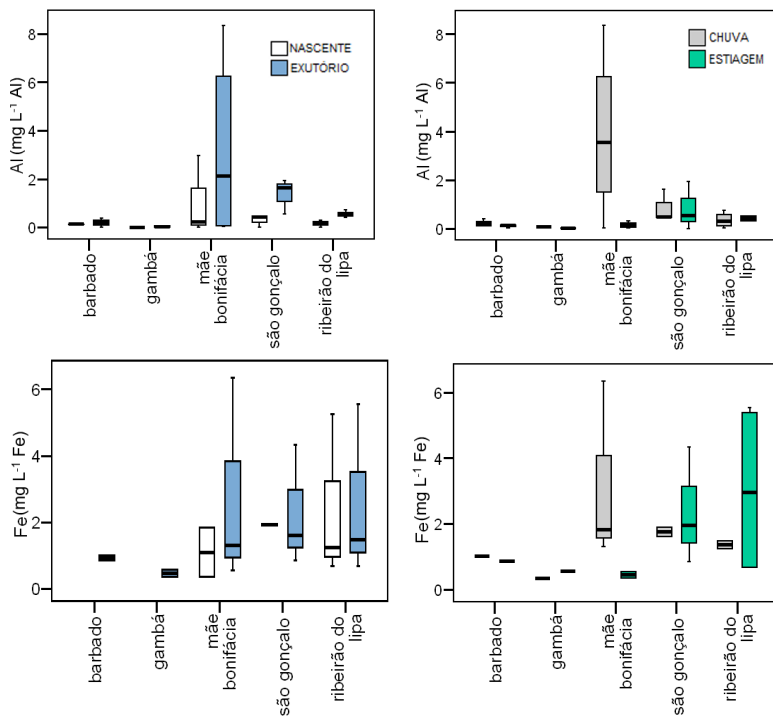 Al (mg L⁻¹ Al)
8
6
4
2
0
NASCENTE
EXUTÓRIO
barbado
gambá
mãe
bonifácia
são gonçalo
ribeirão do
lipa
Al (mg L⁻¹ Al)
8
6
4
2
0
CHUVA
ESTIAGEM
barbado
gambá
mãe
bonifácia
são gonçalo
ribeirão do
lipa
Fe(mg L⁻¹ Fe)
6
4
2
0
barbado
gambá
mãe
bonifácia
são gonçalo
ribeirão do
lipa
Fe(mg L⁻¹ Fe)
6
4
2
0
barbado
gambá
mãe
bonifácia
são gonçalo
ribeirão do
lipa